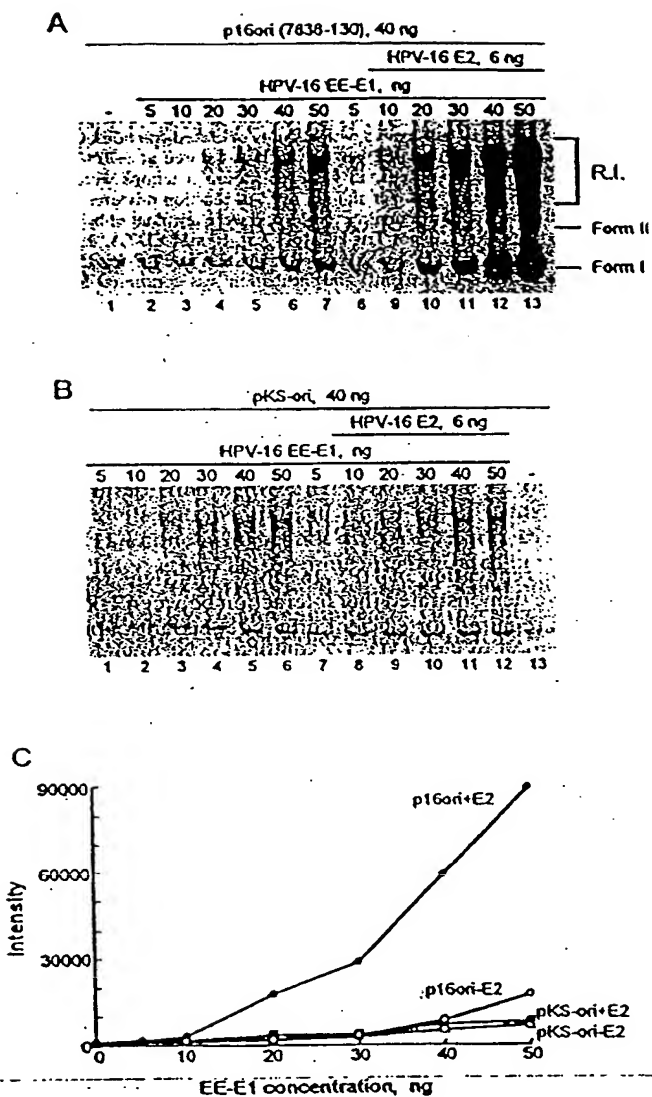 A
p16ori (7838-130), 40 ng
HPV-16 E2, 6 ng
HPV-16 EE-E1, ng
- 5 10 20 30 40 50 5 10 20 30 40 50
R.I.
Form II
Form I
1 2 3 4 5 6 7 8 9 10 11 12 13
B
pKS-ori, 40 ng
HPV-16 E2, 6 ng
HPV-16 EE-E1, ng
5 10 20 30 40 50 5 10 20 30 40 50 -
1 2 3 4 5 6 7 8 9 10 11 12 13
C
90000
60000
30000
0
Intensity
p16ori+E2
p16ori-E2
pKS-ori+E2
pKS-ori-E2
0 10 20 30 40 50
EE-E1 concentration, ng